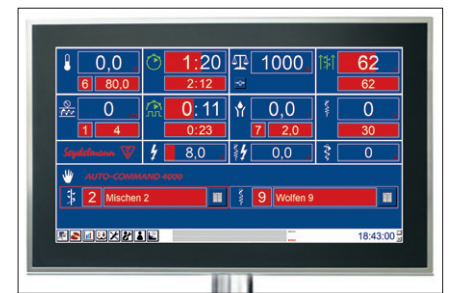 0,0 1:20 1000 62
6 80,0 2:12 62
0 0:11 0,0 0
1 4 0:23 7 2,0 30
Seydelmann 8,0 0,0 0
AUTO-COMMAND 4000
2 Mischen 2 9 Wolfen 9
18:43:00